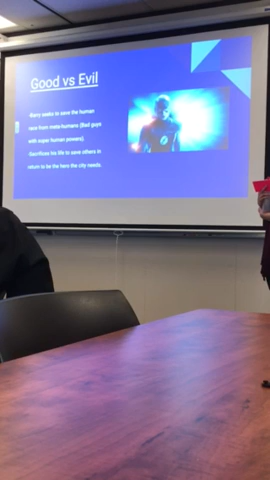 Good vs Evil
Barry seeks to save the human
race from meta humans (Bad guys
with super human powers)
Sacrifices his life to save others in
return to be the hero the city needs.